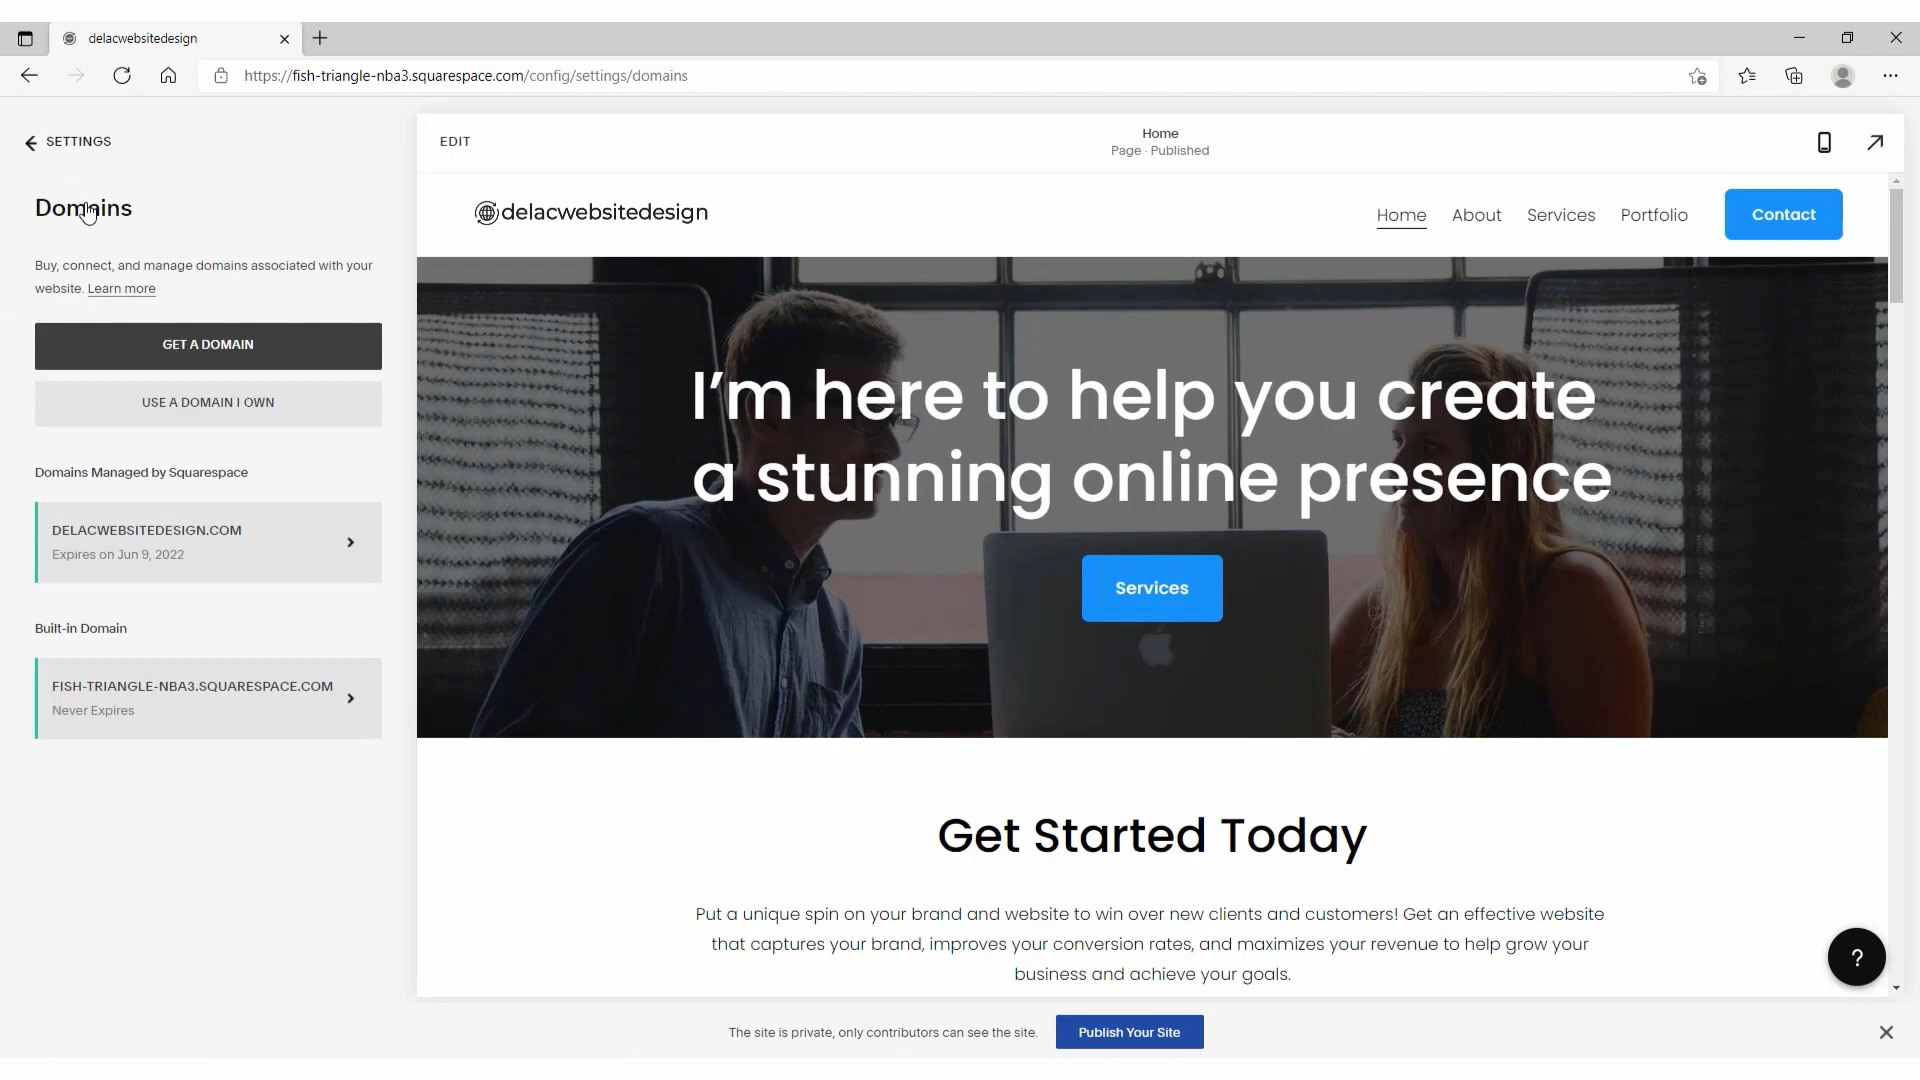 delacwebsitedesign
https://fish-triangle-nba3.squarespace.com/config/settings/domains
SETTINGS
Domains
Buy, connect, and manage domains associated with your
website. Learn more
GET A DOMAIN
USE A DOMAIN I OWN
Domains Managed by Squarespace
DELACWEBSITEDESIGN.COM
Expires on Jun 9, 2022
Built-in Domain
FISH-TRIANGLE-NBA3.SQUARESPACE.COM
Never Expires
EDIT
Home
Page · Published
delacwebsitedesign
Home About Services Portfolio Contact
I’m here to help you create
a stunning online presence
Services
Get Started Today
Put a unique spin on your brand and website to win over new clients and customers! Get an effective website
that captures your brand, improves your conversion rates, and maximizes your revenue to help grow your
business and achieve your goals.
?
The site is private, only contributors can see the site. Publish Your Site